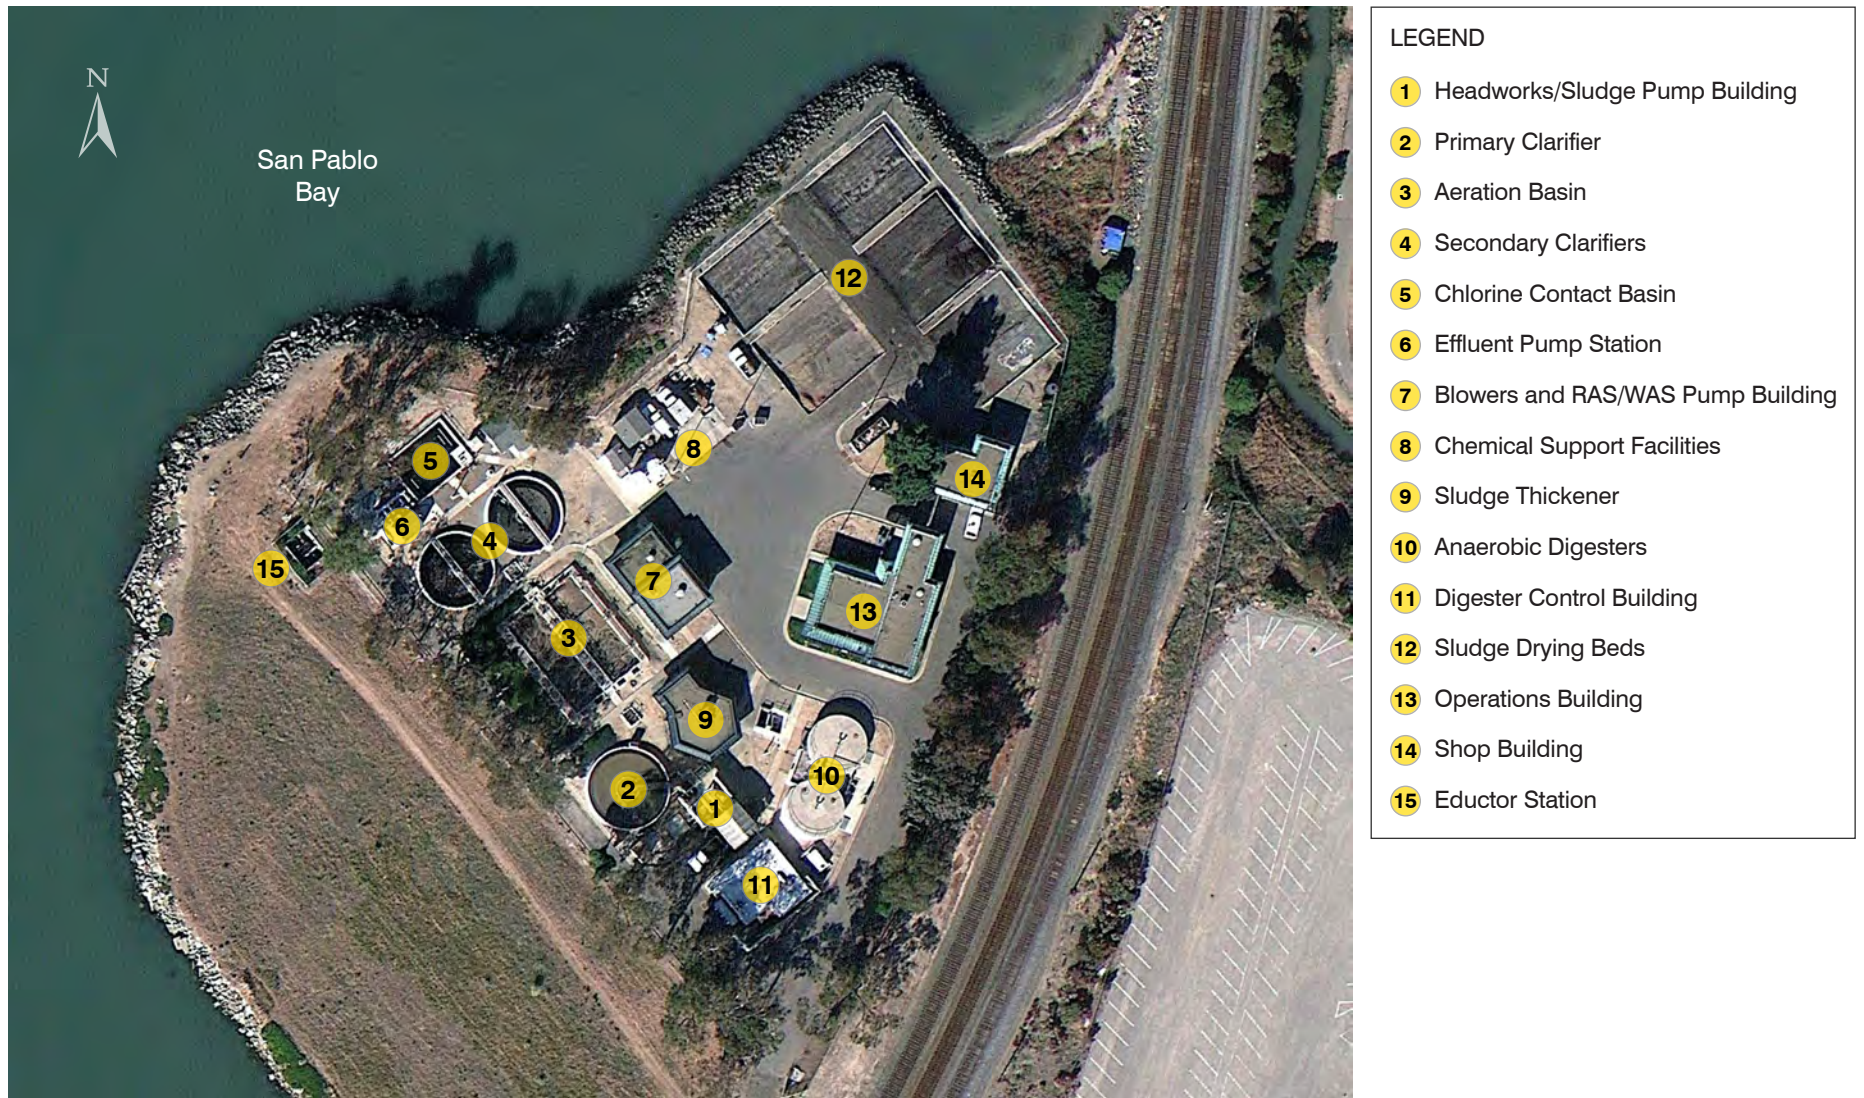 N
San Pablo
Bay
12
8
5
14
6
4
15
7
13
3
9
10
2
1
11
LEGEND
1 Headworks/Sludge Pump Building
2 Primary Clarifier
3 Aeration Basin
4 Secondary Clarifiers
5 Chlorine Contact Basin
6 Effluent Pump Station
7 Blowers and RAS/WAS Pump Building
8 Chemical Support Facilities
9 Sludge Thickener
10 Anaerobic Digesters
11 Digester Control Building
12 Sludge Drying Beds
13 Operations Building
14 Shop Building
15 Eductor Station